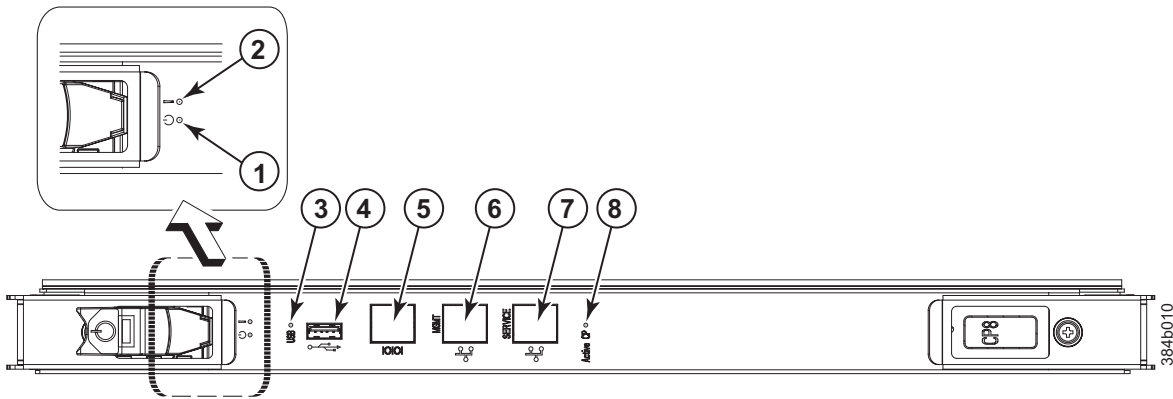 2
1
3 4 5 6 7 8
USB
IOIOI
MGMT
SERVICE
Active CP
CP8
384b010